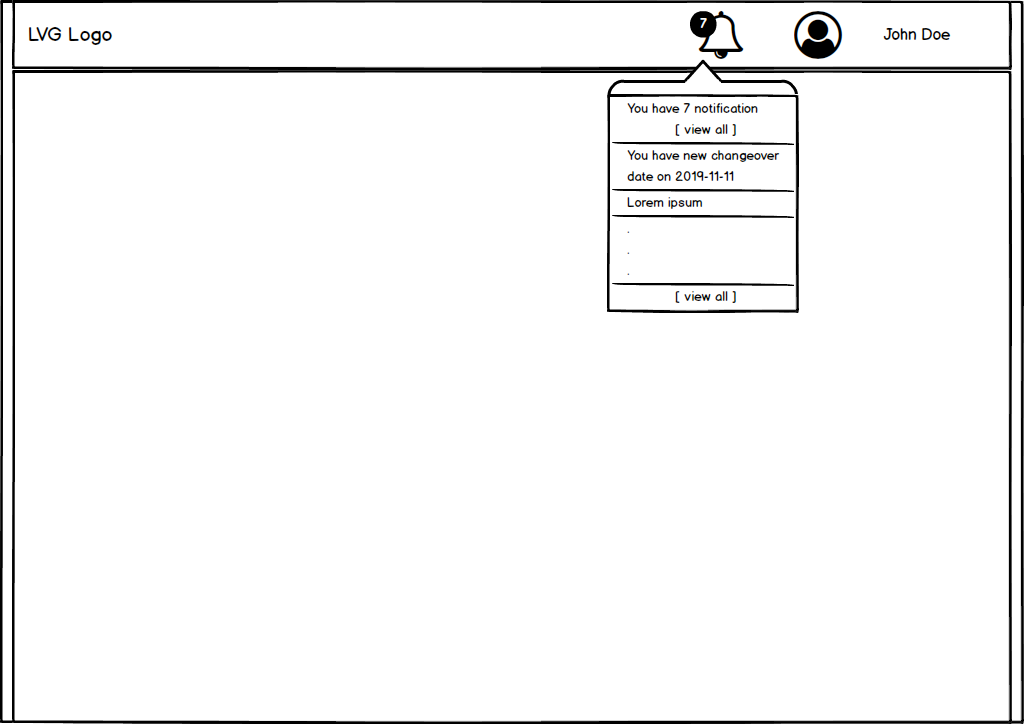 LVG Logo
7
John Doe
You have 7 notification
[ view all ]
You have new changeover
date on 2019-11-11
Lorem ipsum
.
.
.
[ view all ]